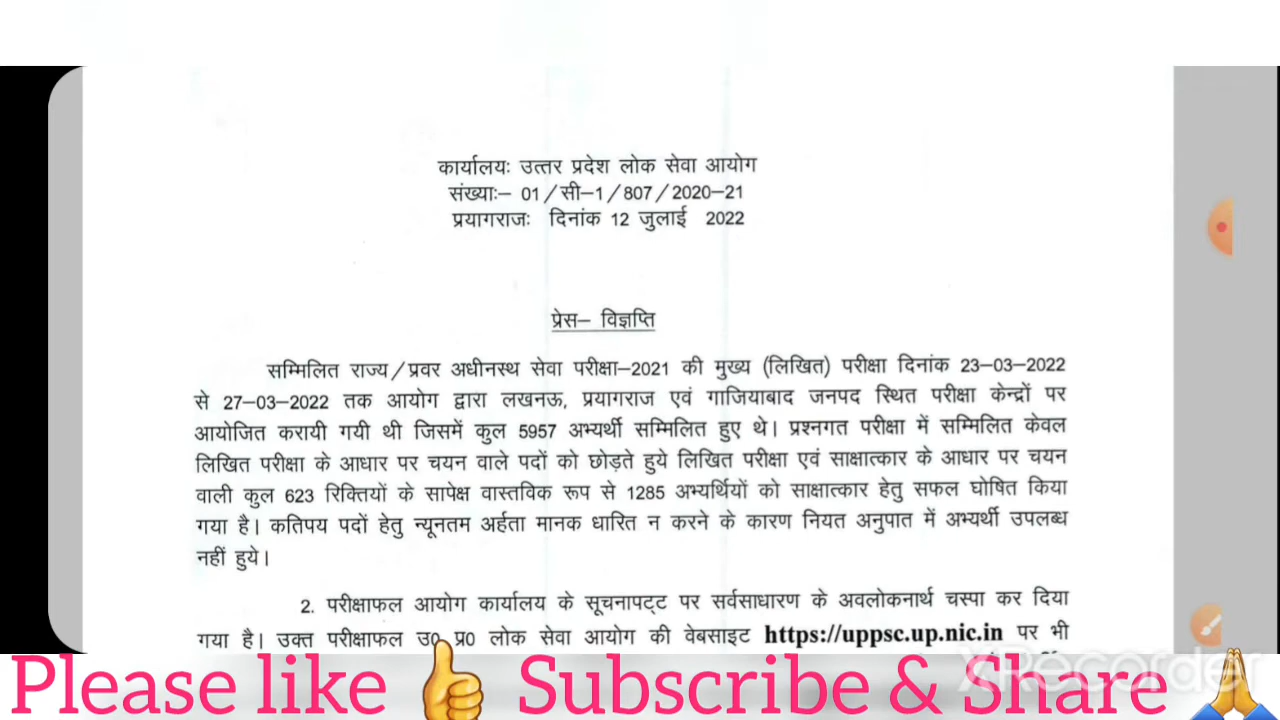 कार्यालयः उत्तर प्रदेश लोक सेवा आयोग
संख्याः– 01/सी–1/807/2020–21
प्रयागराजः दिनांक 12 जुलाई 2022
प्रेस– विज्ञप्ति
सम्मिलित राज्य/प्रवर अधीनस्थ सेवा परीक्षा–2021 की मुख्य (लिखित) परीक्षा दिनांक 23–03–2022
से 27–03–2022 तक आयोग द्वारा लखनऊ, प्रयागराज एवं गाजियाबाद जनपद स्थित परीक्षा केन्द्रों पर
आयोजित करायी गयी थी जिसमें कुल 5957 अभ्यर्थी सम्मिलित हुए थे। प्रश्नगत परीक्षा में सम्मिलित केवल
लिखित परीक्षा के आधार पर चयन वाले पदों को छोड़ते हुये लिखित परीक्षा एवं साक्षात्कार के आधार पर चयन
वाली कुल 623 रिक्तियों के सापेक्ष वास्तविक रूप से 1285 अभ्यर्थियों को साक्षात्कार हेतु सफल घोषित किया
गया है। कतिपय पदों हेतु न्यूनतम अर्हता मानक धारित न करने के कारण नियत अनुपात में अभ्यर्थी उपलब्ध
नहीं हुये।
2. परीक्षाफल आयोग कार्यालय के सूचनापट्ट पर सर्वसाधारण के अवलोकनार्थ चस्पा कर दिया
गया है। उक्त परीक्षाफल उ0 प्र0 लोक सेवा आयोग की वेबसाइट https://uppsc.up.nic.in पर भी
XRecorder
Please like 👍 Subscribe & Share 🙏